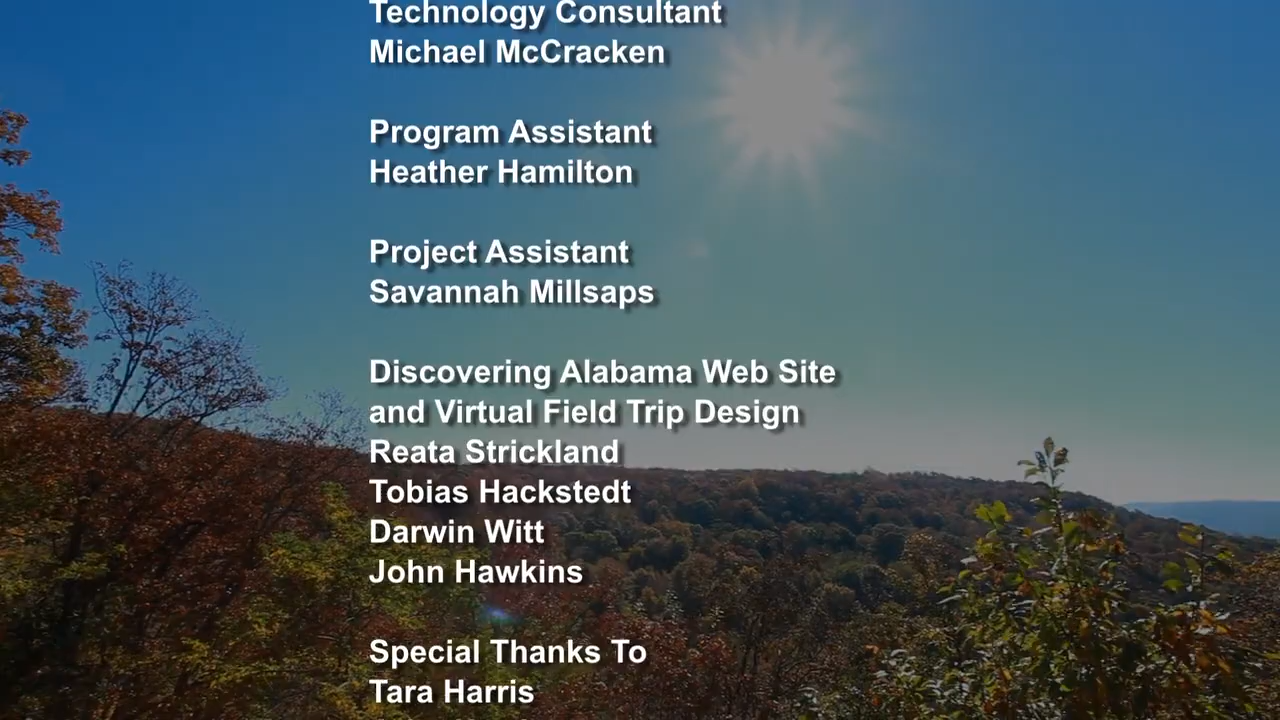 Technology Consultant
Michael McCracken
Program Assistant
Heather Hamilton
Project Assistant
Savannah Millsaps
Discovering Alabama Web Site
and Virtual Field Trip Design
Reata Strickland
Tobias Hackstedt
Darwin Witt
John Hawkins
Special Thanks To
Tara Harris